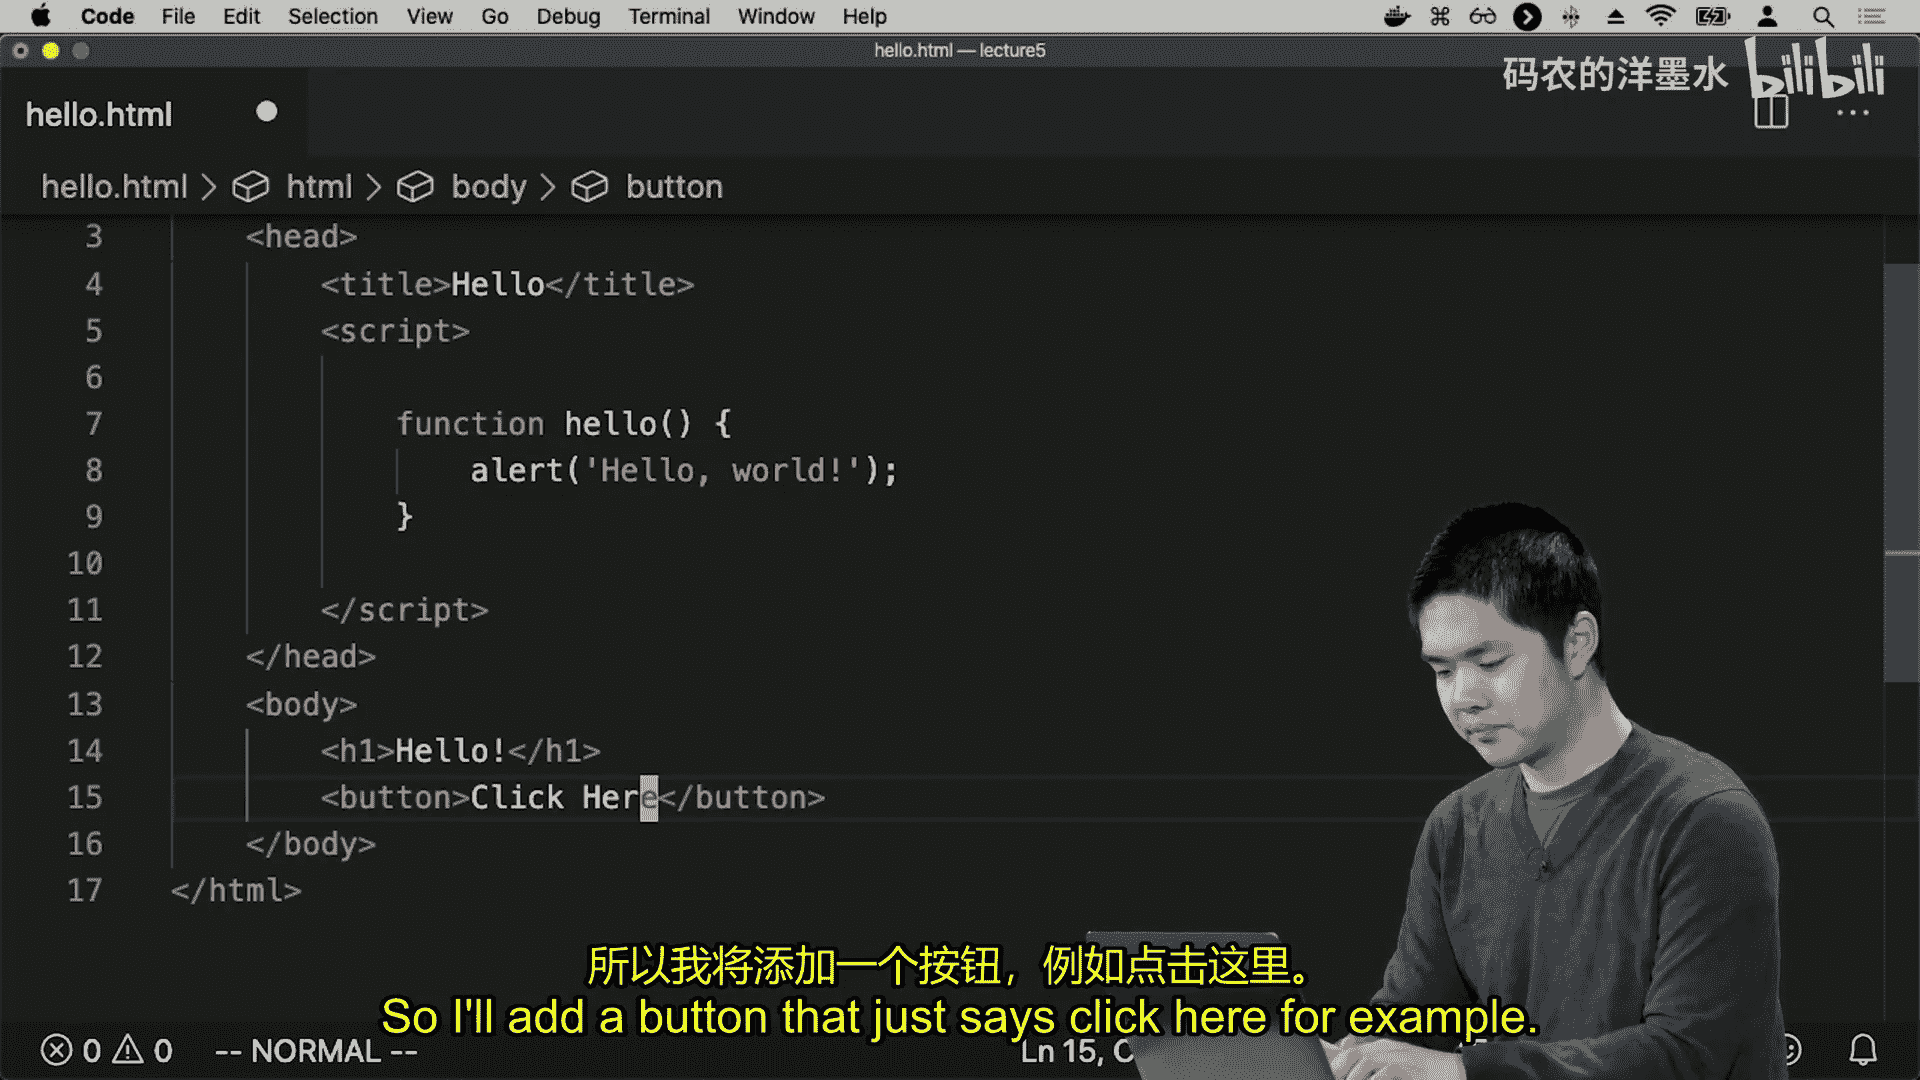 Code File Edit Selection View Go Debug Terminal Window Help
hello.html — lecture5
码农的洋墨水 bilibili
hello.html
hello.html > html > body > button
3 <head>
4 <title>Hello</title>
5 <script>
6
7 function hello() {
8 alert('Hello, world!');
9 }
10
11 </script>
12 </head>
13 <body>
14 <h1>Hello!</h1>
15 <button>Click Here</button>
16 </body>
17 </html>
所以我将添加一个按钮，例如点击这里。
So I'll add a button that just says click here for example.
0 0 -- NORMAL -- Ln 15, C